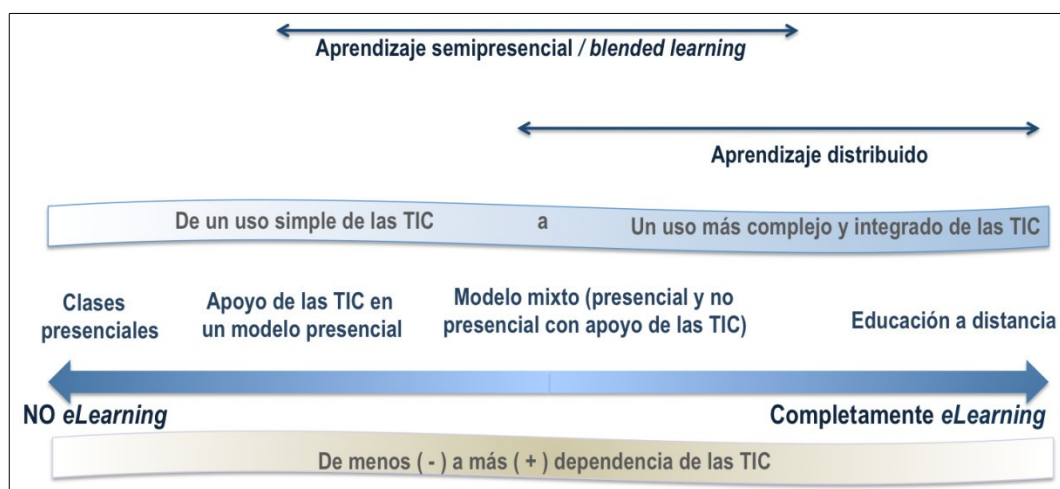 Aprendizaje semipresencial / blended learning
Aprendizaje distribuido
De un uso simple de las TIC a Un uso más complejo y integrado de las TIC
Clases
presenciales
Apoyo de las TIC en
un modelo presencial
Modelo mixto (presencial y no
presencial con apoyo de las TIC)
Educación a distancia
NO eLearning
Completamente eLearning
De menos ( - ) a más ( + ) dependencia de las TIC